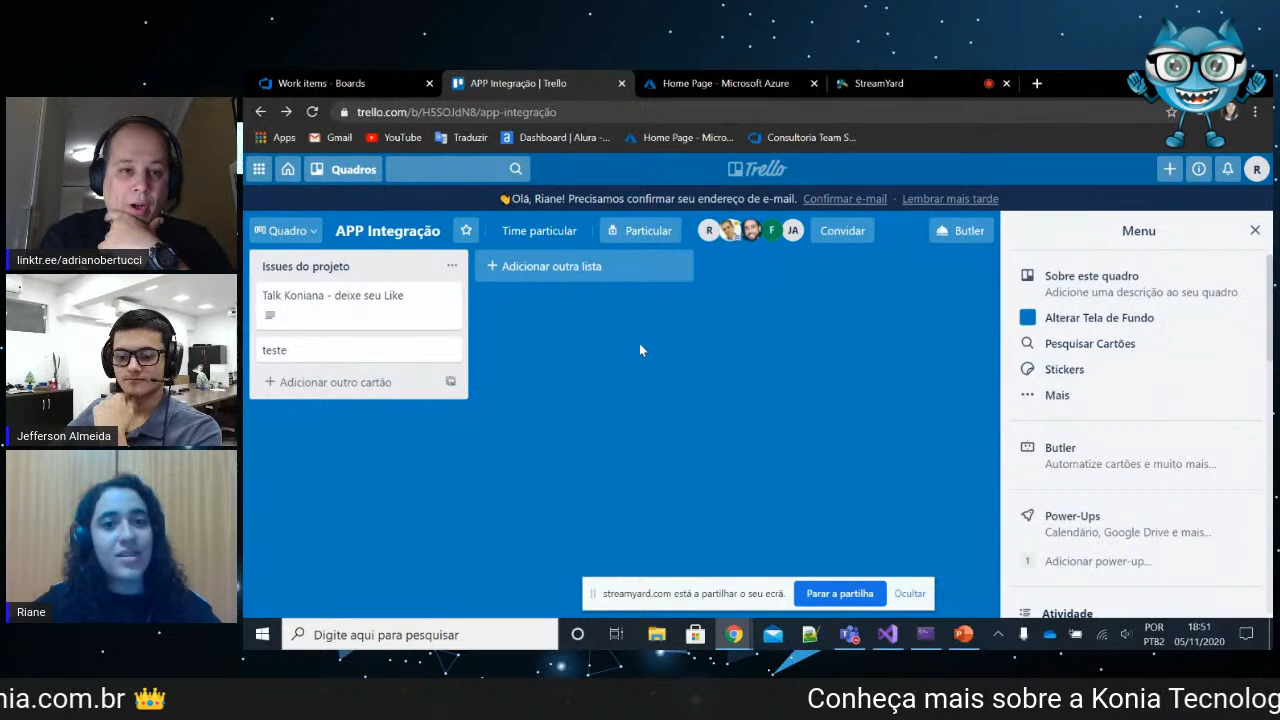 Work items - Boards
APP Integração | Trello
Home Page - Microsoft Azure
StreamYard
trello.com/b/H5SOJdN8/app-integração
Apps
Gmail
YouTube
Traduzir
Dashboard | Alura -...
Home Page - Micro...
Consultoria Team S...
Quadros
Trello
R
Olá, Riane! Precisamos confirmar seu endereço de e-mail. Confirmar e-mail · Lembrar mais tarde
Quadro
APP Integração
Time particular
Particular
R
F
JA
Convidar
Butler
Menu
Issues do projeto
Talk Koniana - deixe seu Like
teste
+ Adicionar outro cartão
+ Adicionar outra lista
Sobre este quadro
Adicione uma descrição ao seu quadro
Alterar Tela de Fundo
Pesquisar Cartões
Stickers
Mais
Butler
Automatize cartões e muito mais...
Power-Ups
Calendário, Google Drive e mais...
1 Adicionar power-up...
Atividade
streamyard.com está a partilhar o seu ecrã.
Parar a partilha
Ocultar
Digite aqui para pesquisar
POR
PTB2
18:51
05/11/2020
linktr.ee/adrianobertucci
Jefferson Almeida
Riane
nia.com.br
Conheça mais sobre a Konia Tecnolog